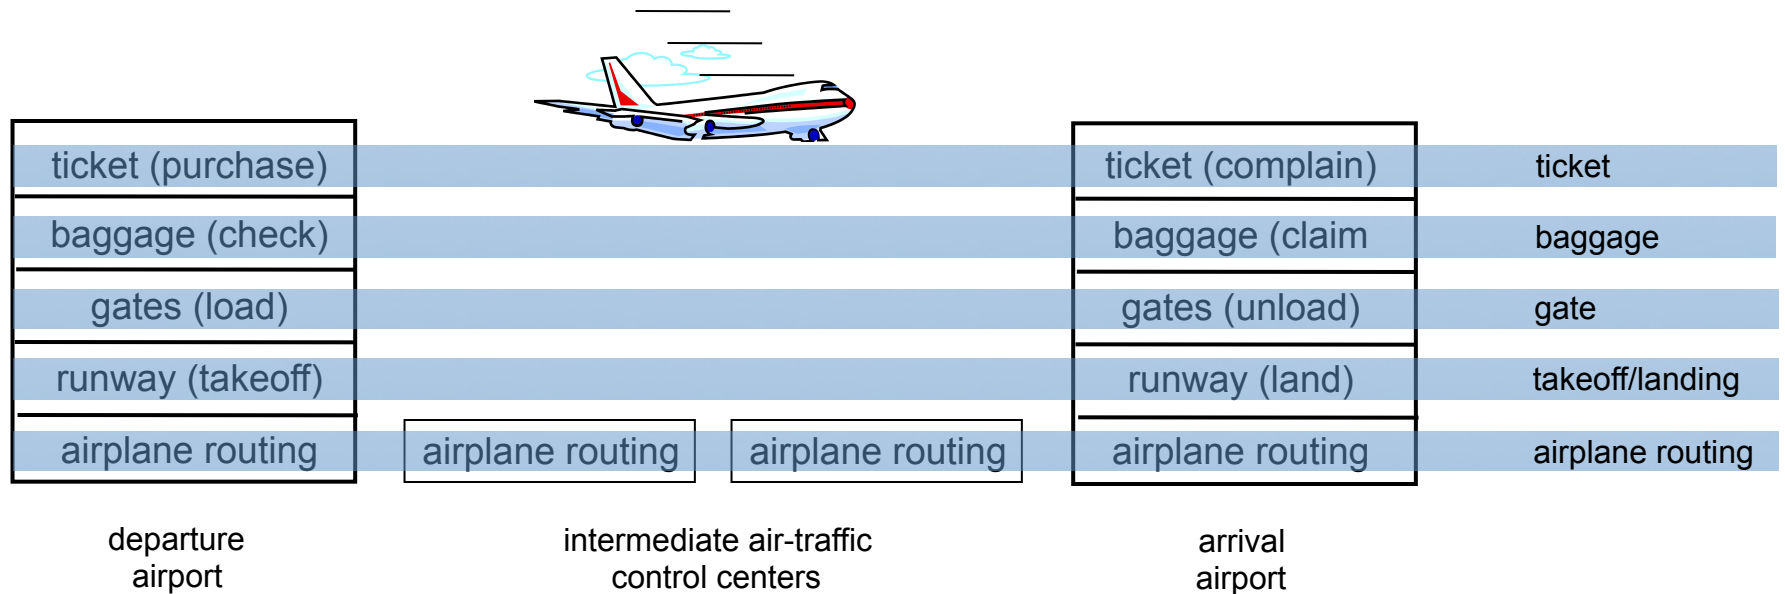 ticket (purchase) ticket (complain) ticket
baggage (check) baggage (claim baggage
gates (load) gates (unload) gate
runway (takeoff) runway (land) takeoff/landing
airplane routing airplane routing airplane routing airplane routing airplane routing
departure
airport
intermediate air-traffic
control centers
arrival
airport